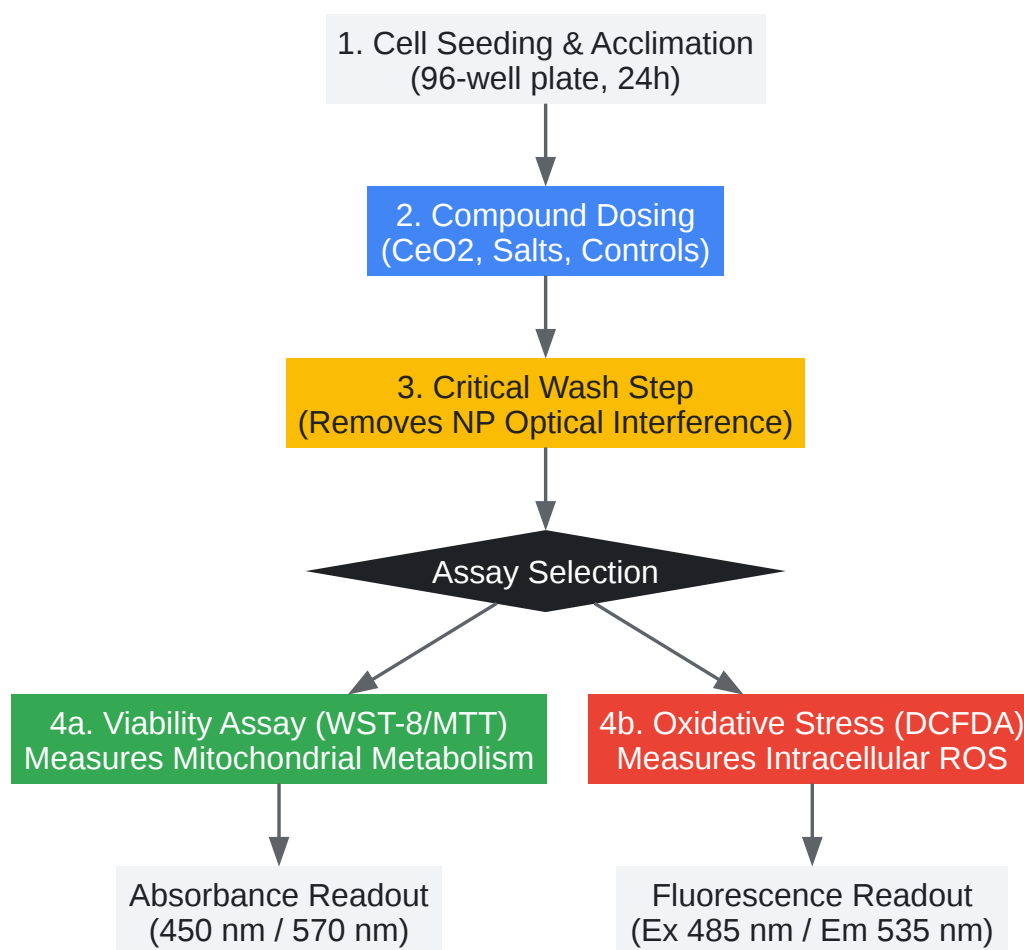 1. Cell Seeding & Acclimation
(96-well plate, 24h)
2. Compound Dosing
(CeO2, Salts, Controls)
3. Critical Wash Step
(Removes NP Optical Interference)
Assay Selection
4a. Viability Assay (WST-8/MTT)
Measures Mitochondrial Metabolism
4b. Oxidative Stress (DCFDA)
Measures Intracellular ROS
Absorbance Readout
(450 nm / 570 nm)
Fluorescence Readout
(Ex 485 nm / Em 535 nm)